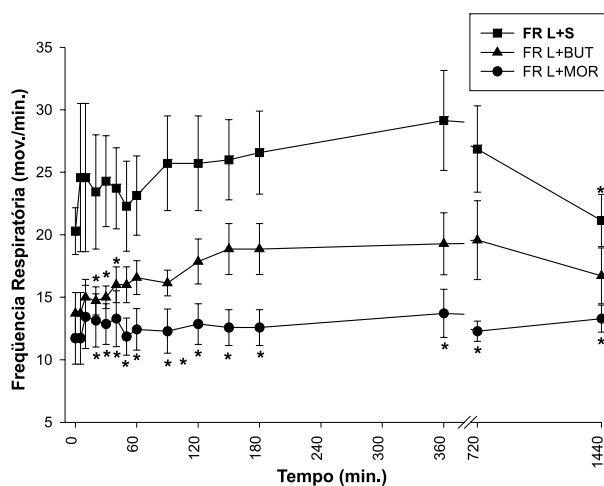 FR L+S
FR L+BUT
FR L+MOR
Freqüencia Respiratória (mov./min.)
35
30
25
20
15
10
5
*
* * *
* * * * * * * * * * * * *
0 60 120 180 240 300 360 720 1440
Tempo (min.)